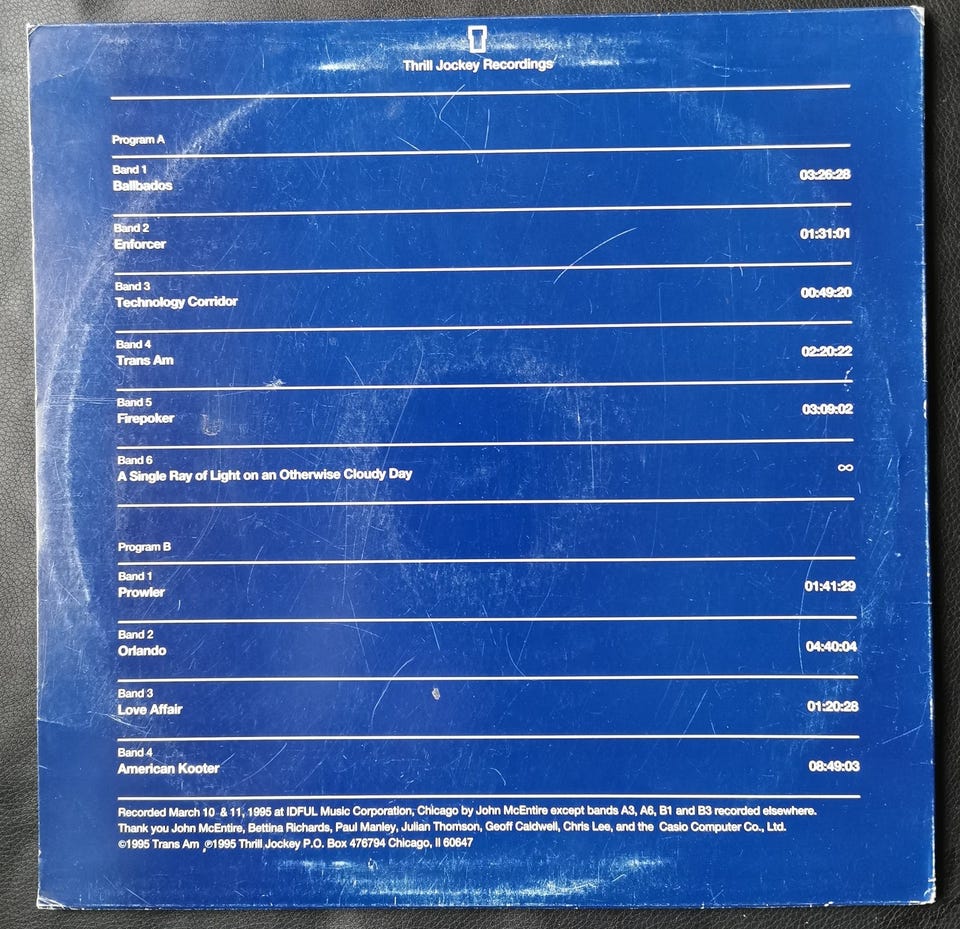 Thrill Jockey Recordings
Program A
Band 1
Ballbados 03:26:28
Band 2
Enforcer 01:31:01
Band 3
Technology Corridor 00:49:20
Band 4
Trans Am 02:20:22
Band 5
Firepoker 03:09:02
Band 6
A Single Ray of Light on an Otherwise Cloudy Day ∞
Program B
Band 1
Prowler 01:41:29
Band 2
Orlando 04:40:04
Band 3
Love Affair 01:20:28
Band 4
American Kooter 08:49:03
Recorded March 10 & 11, 1995 at IDFUL Music Corporation, Chicago by John McEntire except bands A3, A6, B1 and B3 recorded elsewhere.
Thank you John McEntire, Bettina Richards, Paul Manley, Julian Thomson, Geoff Caldwell, Chris Lee, and the Casio Computer Co., Ltd.
©1995 Trans Am ,℗1995 Thrill Jockey P.O. Box 476794 Chicago, Il 60647